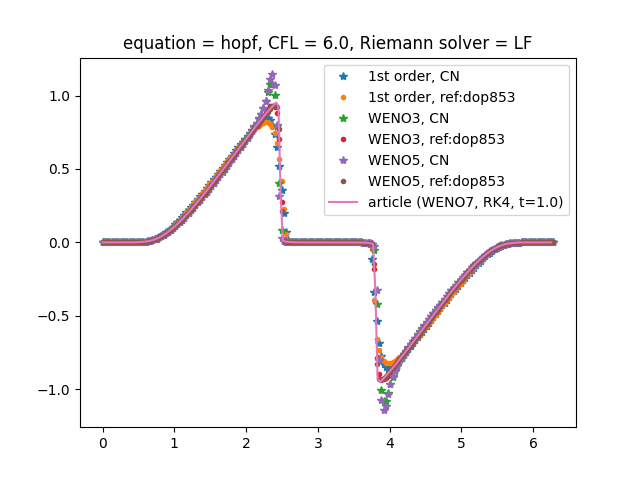 equation = hopf, CFL = 6.0, Riemann solver = LF
1st order, CN
1st order, ref:dop853
WENO3, CN
WENO3, ref:dop853
WENO5, CN
WENO5, ref:dop853
article (WENO7, RK4, t=1.0)
1.0
0.5
0.0
−0.5
−1.0
0 1 2 3 4 5 6